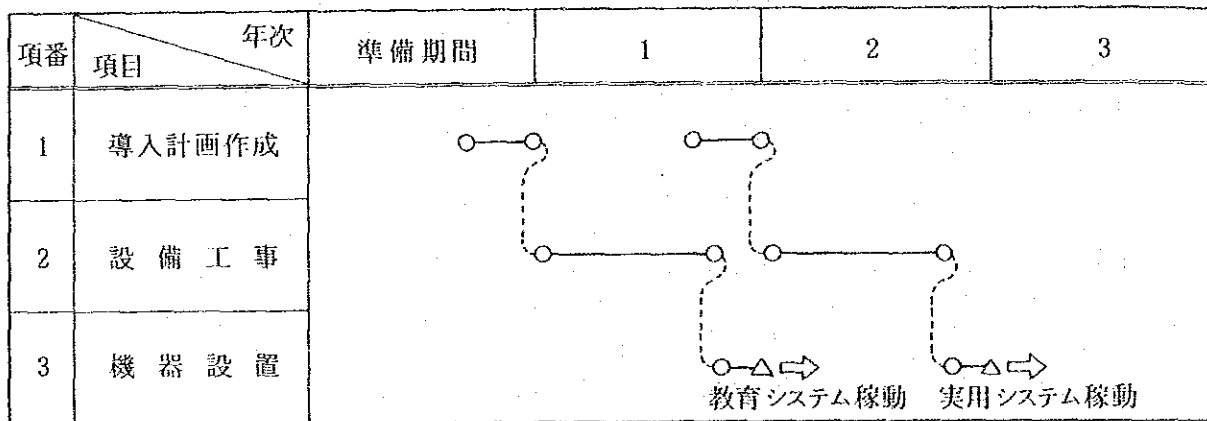 項番 項目 年次 準備期間 1 2 3
1 導入計画作成
2 設備工事
3 機器設置
教育システム稼動 実用システム稼動